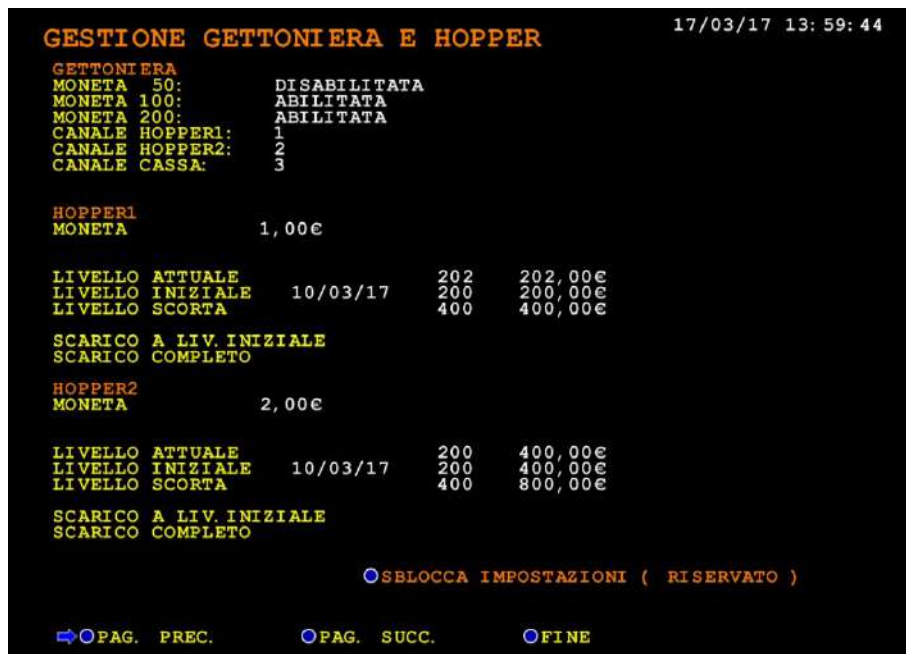 17/03/17 13:59:44
GESTIONE GETTONIERA E HOPPER
GETTONIERA
MONETA 50: DISABILITATA
MONETA 100: ABILITATA
MONETA 200: ABILITATA
CANALE HOPPER1: 1
CANALE HOPPER2: 2
CANALE CASSA: 3
HOPPER1
MONETA 1,00€
LIVELLO ATTUALE 202 202,00€
LIVELLO INIZIALE 10/03/17 200 200,00€
LIVELLO SCORTA 400 400,00€
SCARICO A LIV. INIZIALE
SCARICO COMPLETO
HOPPER2
MONETA 2,00€
LIVELLO ATTUALE 200 400,00€
LIVELLO INIZIALE 10/03/17 200 400,00€
LIVELLO SCORTA 400 800,00€
SCARICO A LIV. INIZIALE
SCARICO COMPLETO
SBLOCCA IMPOSTAZIONI ( RISERVATO )
PAG. PREC. PAG. SUCC. FINE